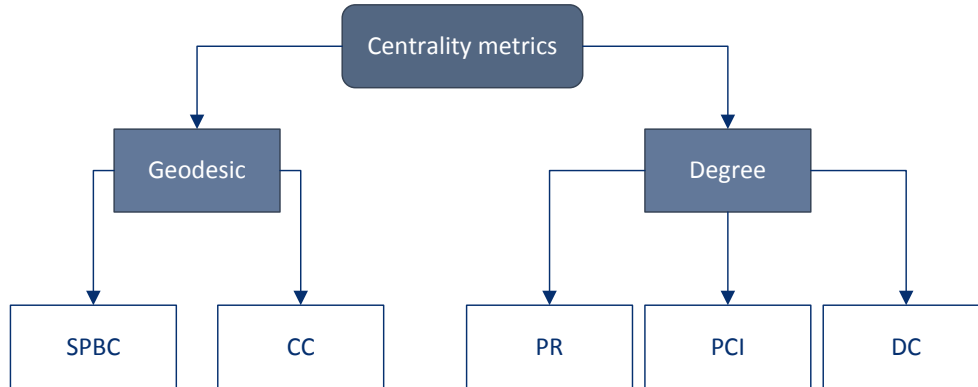 Centrality metrics
Geodesic
Degree
SPBC
CC
PR
PCI
DC